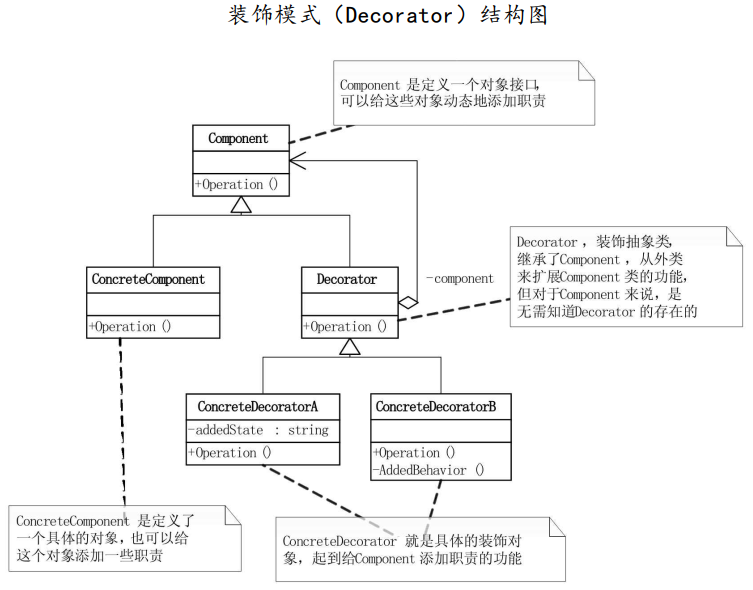 装饰模式（Decorator）结构图
Component 是定义一个对象接口，
可以给这些对象动态地添加职责
Component
+Operation ()
Decorator ，装饰抽象类，
继承了Component ，从外类
来扩展Component 类的功能，
但对于Component 来说，是
无需知道Decorator 的存在的
-component
ConcreteComponent
+Operation ()
Decorator
+Operation ()
ConcreteDecoratorA
-addedState : string
+Operation ()
ConcreteDecoratorB
+Operation ()
-AddedBehavior ()
ConcreteComponent 是定义了
一个具体的对象，也可以给
这个对象添加一些职责
ConcreteDecorator 就是具体的装饰对
象，起到给Component 添加职责的功能